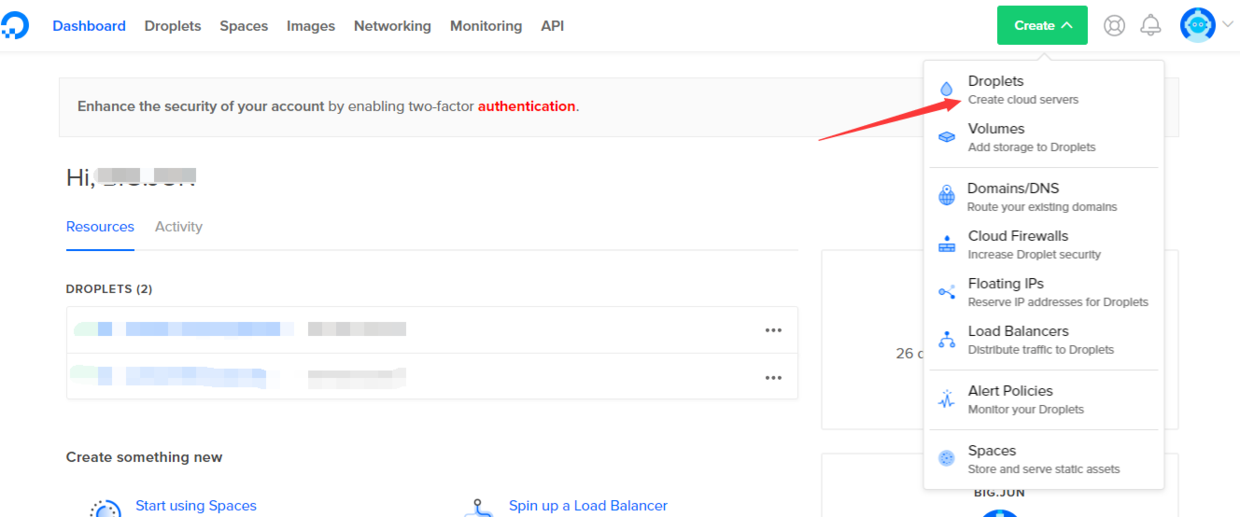 Dashboard Droplets Spaces Images Networking Monitoring API Create
Enhance the security of your account by enabling two-factor authentication.
Hi,
Resources Activity
DROPLETS (2)
26
Create something new
Start using Spaces Spin up a Load Balancer
Droplets
Create cloud servers
Volumes
Add storage to Droplets
Domains/DNS
Route your existing domains
Cloud Firewalls
Increase Droplet security
Floating IPs
Reserve IP addresses for Droplets
Load Balancers
Distribute traffic to Droplets
Alert Policies
Monitor your Droplets
Spaces
Store and serve static assets
BIG.JUN